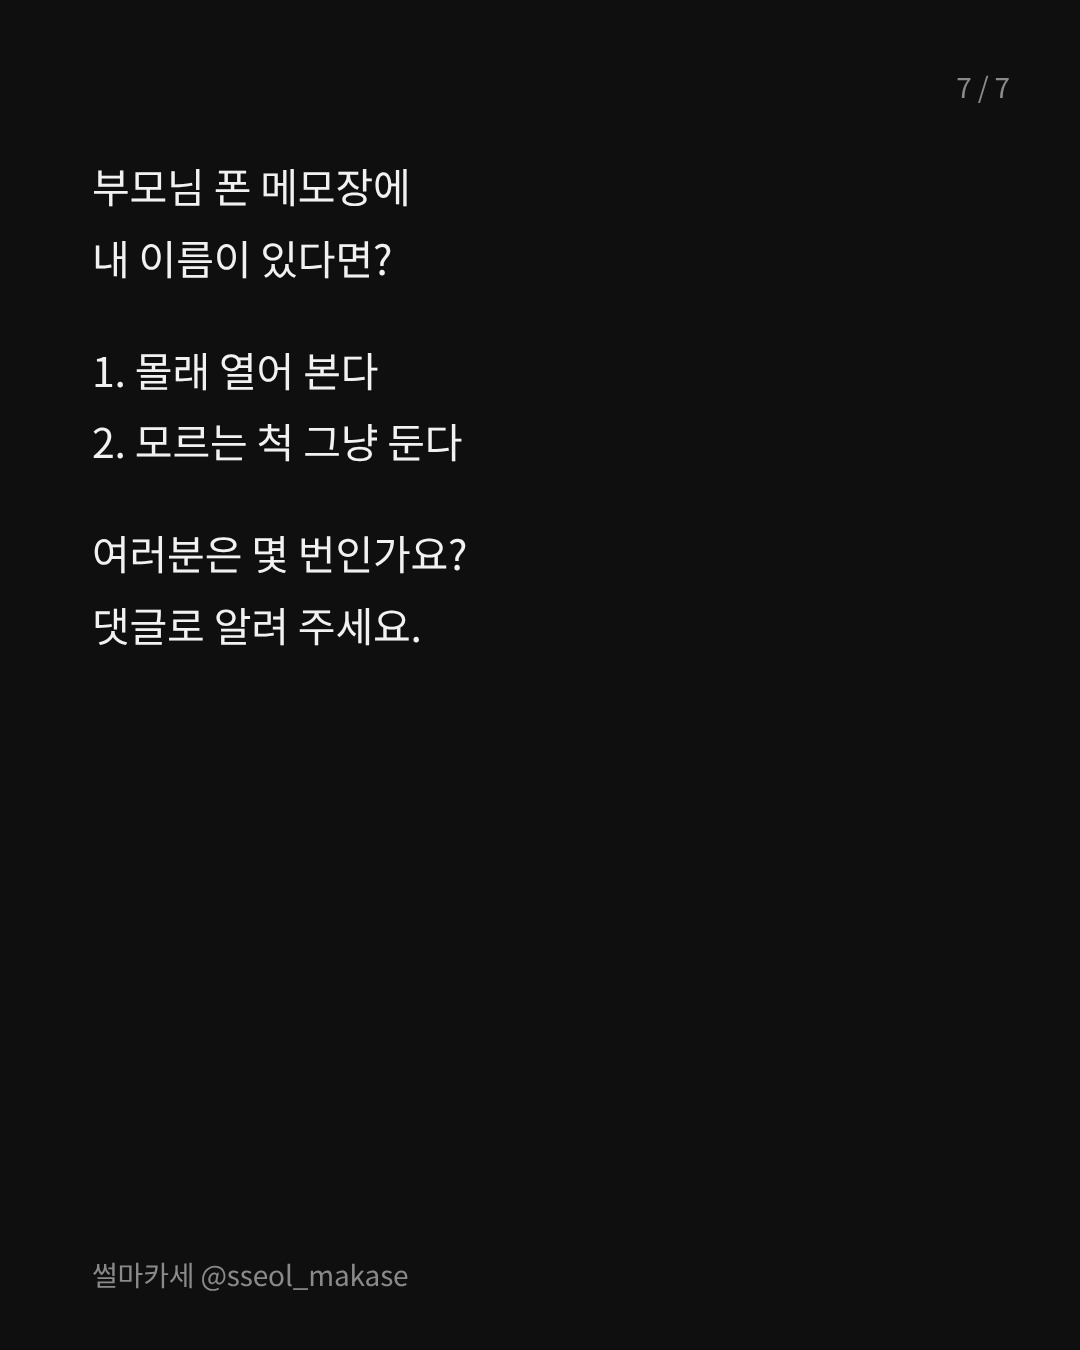 7 / 7
부모님 폰 메모장에
내 이름이 있다면?
1. 몰래 열어 본다
2. 모르는 척 그냥 둔다
여러분은 몇 번인가요?
댓글로 알려 주세요.
썰마카세 @sseol_makase